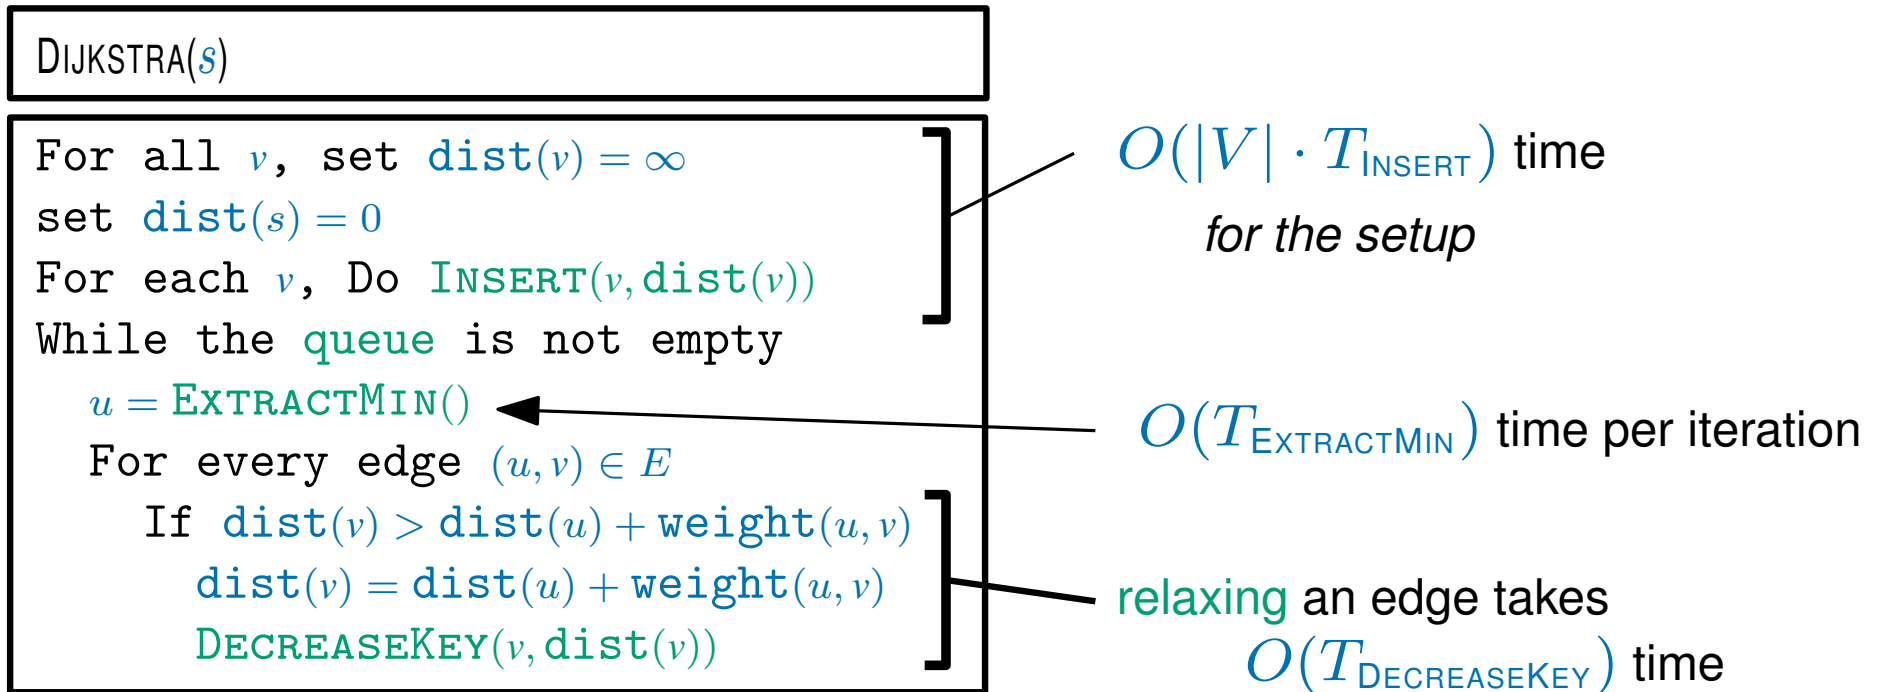 DIJKSTRA(s)
For all v, set dist(v) = ∞
set dist(s) = 0
For each v, Do INSERT(v, dist(v))
While the queue is not empty
u = EXTRACTMIN()
For every edge (u, v) ∈ E
If dist(v) > dist(u) + weight(u, v)
dist(v) = dist(u) + weight(u, v)
DECREASEKEY(v, dist(v))
O(|V| · T_INSERT) time
for the setup
O(T_EXTRACTMIN) time per iteration
relaxing an edge takes
O(T_DECREASEKEY) time